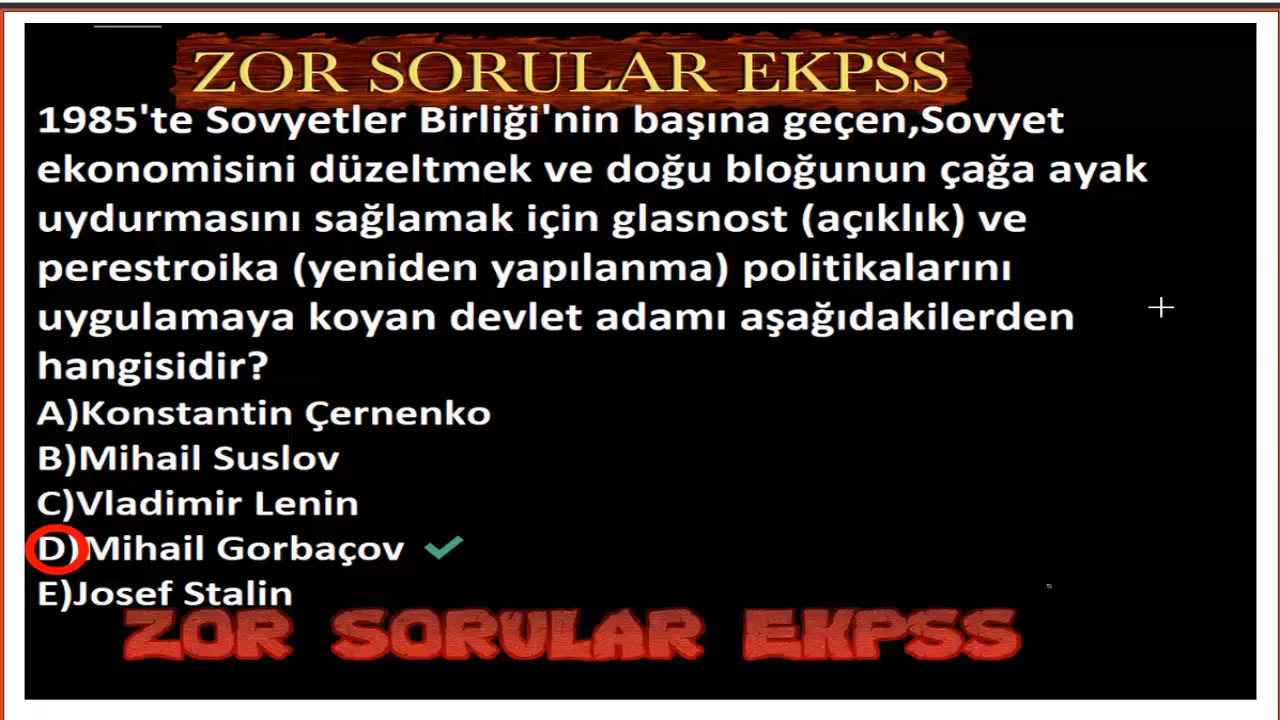 ZOR SORULAR EKPSS
1985'te Sovyetler Birliği'nin başına geçen,Sovyet
ekonomisini düzeltmek ve doğu bloğunun çağa ayak
uydurmasını sağlamak için glasnost (açıklık) ve
perestroika (yeniden yapılanma) politikalarını
uygulamaya koyan devlet adamı aşağıdakilerden
hangisidir?
A)Konstantin Çernenko
B)Mihail Suslov
C)Vladimir Lenin
D)Mihail Gorbaçov
E)Josef Stalin
ZOR SORULAR EKPSS